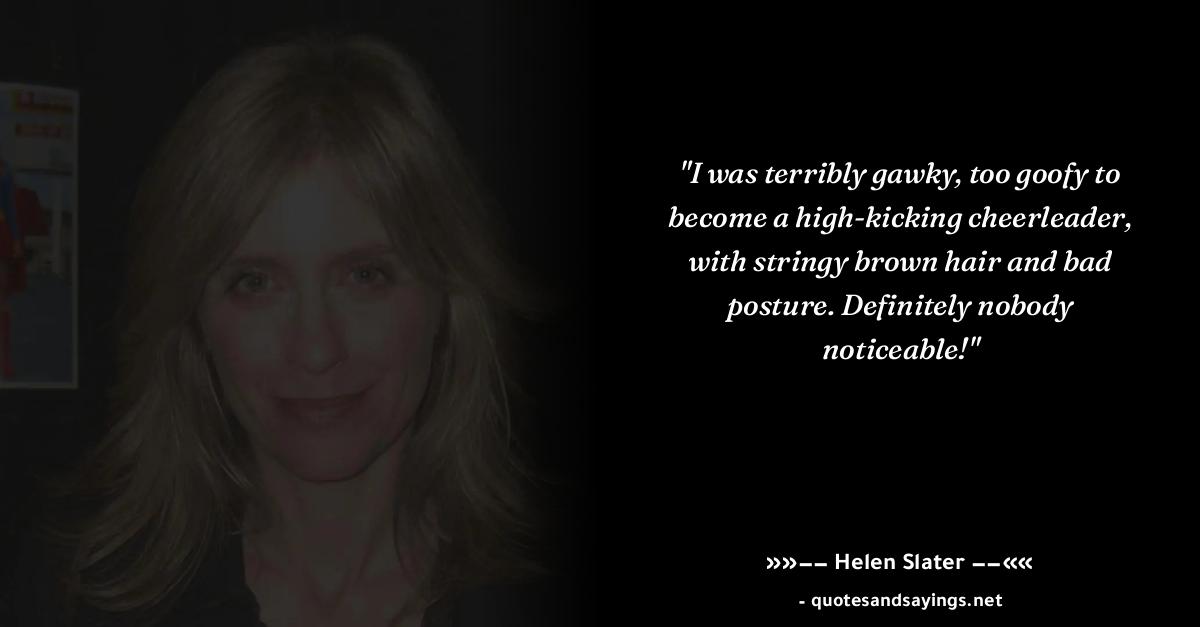 "I was terribly gawky, too goofy to
become a high-kicking cheerleader,
with stringy brown hair and bad
posture. Definitely nobody
noticeable!"
»»–– Helen Slater ––««
- quotesandsayings.net